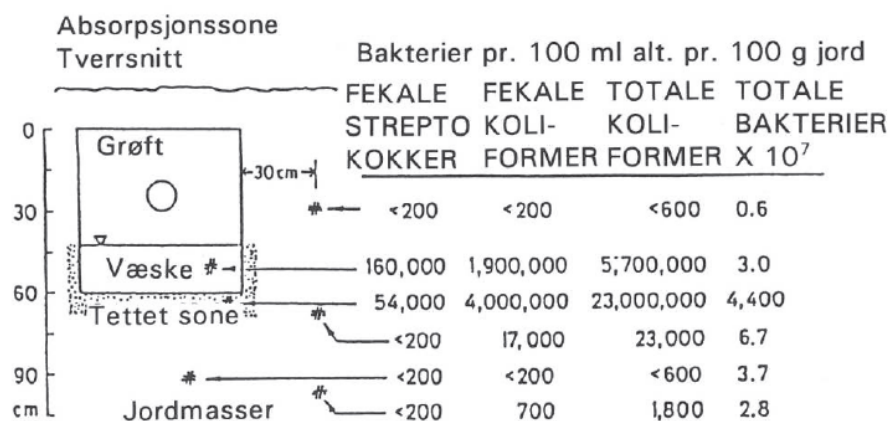 Absorpsjonssone
Tverrsnitt
Bakterier pr. 100 ml alt. pr. 100 g jord
FEKALE FEKALE TOTALE TOTALE
STREPTO KOLI- KOLI- BAKTERIER
KOKKER FORMER FORMER X 10⁷
0
Grøft
30 cm
30
<200 <200 <600 0.6
Væske
160,000 1,900,000 5,700,000 3.0
60
54,000 4,000,000 23,000,000 4,400
Tettet sone
<200 17,000 23,000 6.7
90
<200 <200 <600 3.7
cm
Jordmasser
<200 700 1,800 2.8